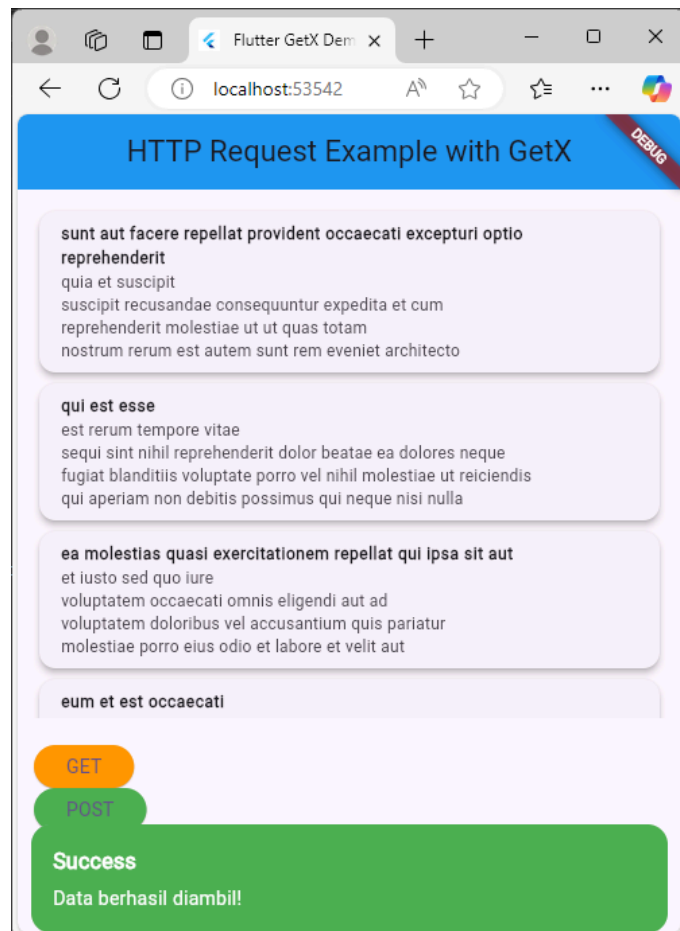 Flutter GetX Dem
localhost:53542
HTTP Request Example with GetX
DEBUG
sunt aut facere repellat provident occaecati excepturi optio
reprehenderit
quia et suscipit
suscipit recusandae consequuntur expedita et cum
reprehenderit molestiae ut ut quas totam
nostrum rerum est autem sunt rem eveniet architecto
qui est esse
est rerum tempore vitae
sequi sint nihil reprehenderit dolor beatae ea dolores neque
fugiat blanditiis voluptate porro vel nihil molestiae ut reiciendis
qui aperiam non debitis possimus qui neque nisi nulla
ea molestias quasi exercitationem repellat qui ipsa sit aut
et iusto sed quo iure
voluptatem occaecati omnis eligendi aut ad
voluptatem doloribus vel accusantium quis pariatur
molestiae porro eius odio et labore et velit aut
eum et est occaecati
GET
POST
Success
Data berhasil diambil!